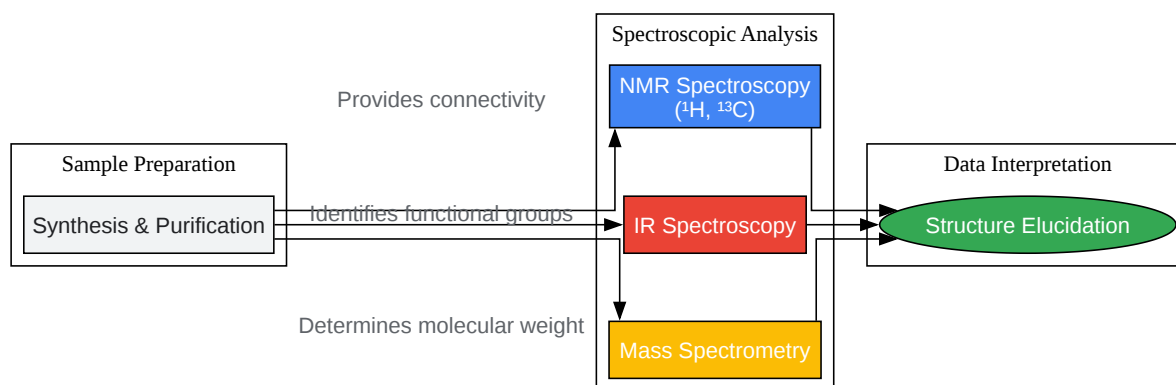 Spectroscopic Analysis
NMR Spectroscopy
(¹H, ¹³C)
Provides connectivity
Sample Preparation
Data Interpretation
Synthesis & Purification
Identifies functional groups
IR Spectroscopy
Structure Elucidation
Determines molecular weight
Mass Spectrometry